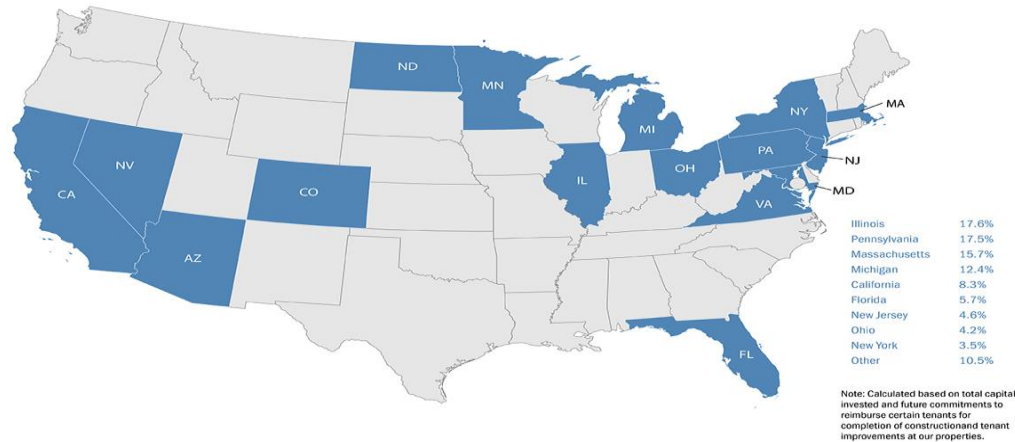 ND
MN
NY
MA
MI
PA
NJ
NV
IL
OH
CA
CO
MD
VA
AZ
FL
Illinois 17.6%
Pennsylvania 17.5%
Massachusetts 15.7%
Michigan 12.4%
California 8.3%
Florida 5.7%
New Jersey 4.6%
Ohio 4.2%
New York 3.5%
Other 10.5%
Note: Calculated based on total capital
invested and future commitments to
reimburse certain tenants for
completion of constructionand tenant
improvements at our properties.